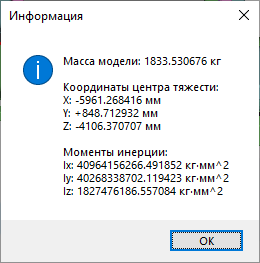 Информация
Масса модели: 1833.530676 кг
Координаты центра тяжести:
X: -5961.268416 мм
Y: +848.712932 мм
Z: -4106.370707 мм
Моменты инерции:
Ix: 40964156266.491852 кг·мм^2
Iy: 40268338702.119423 кг·мм^2
Iz: 1827476186.557084 кг·мм^2
ОК